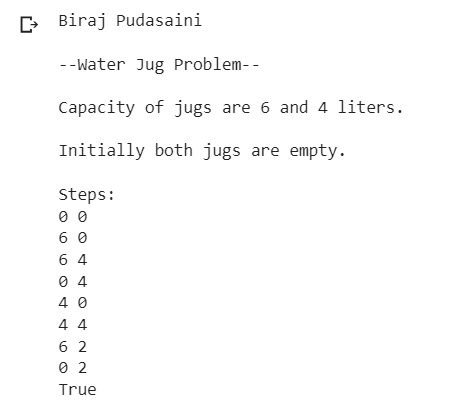 Biraj Pudasaini
--Water Jug Problem--
Capacity of jugs are 6 and 4 liters.
Initially both jugs are empty.
Steps:
0 0
6 0
6 4
0 4
4 0
4 4
6 2
0 2
True